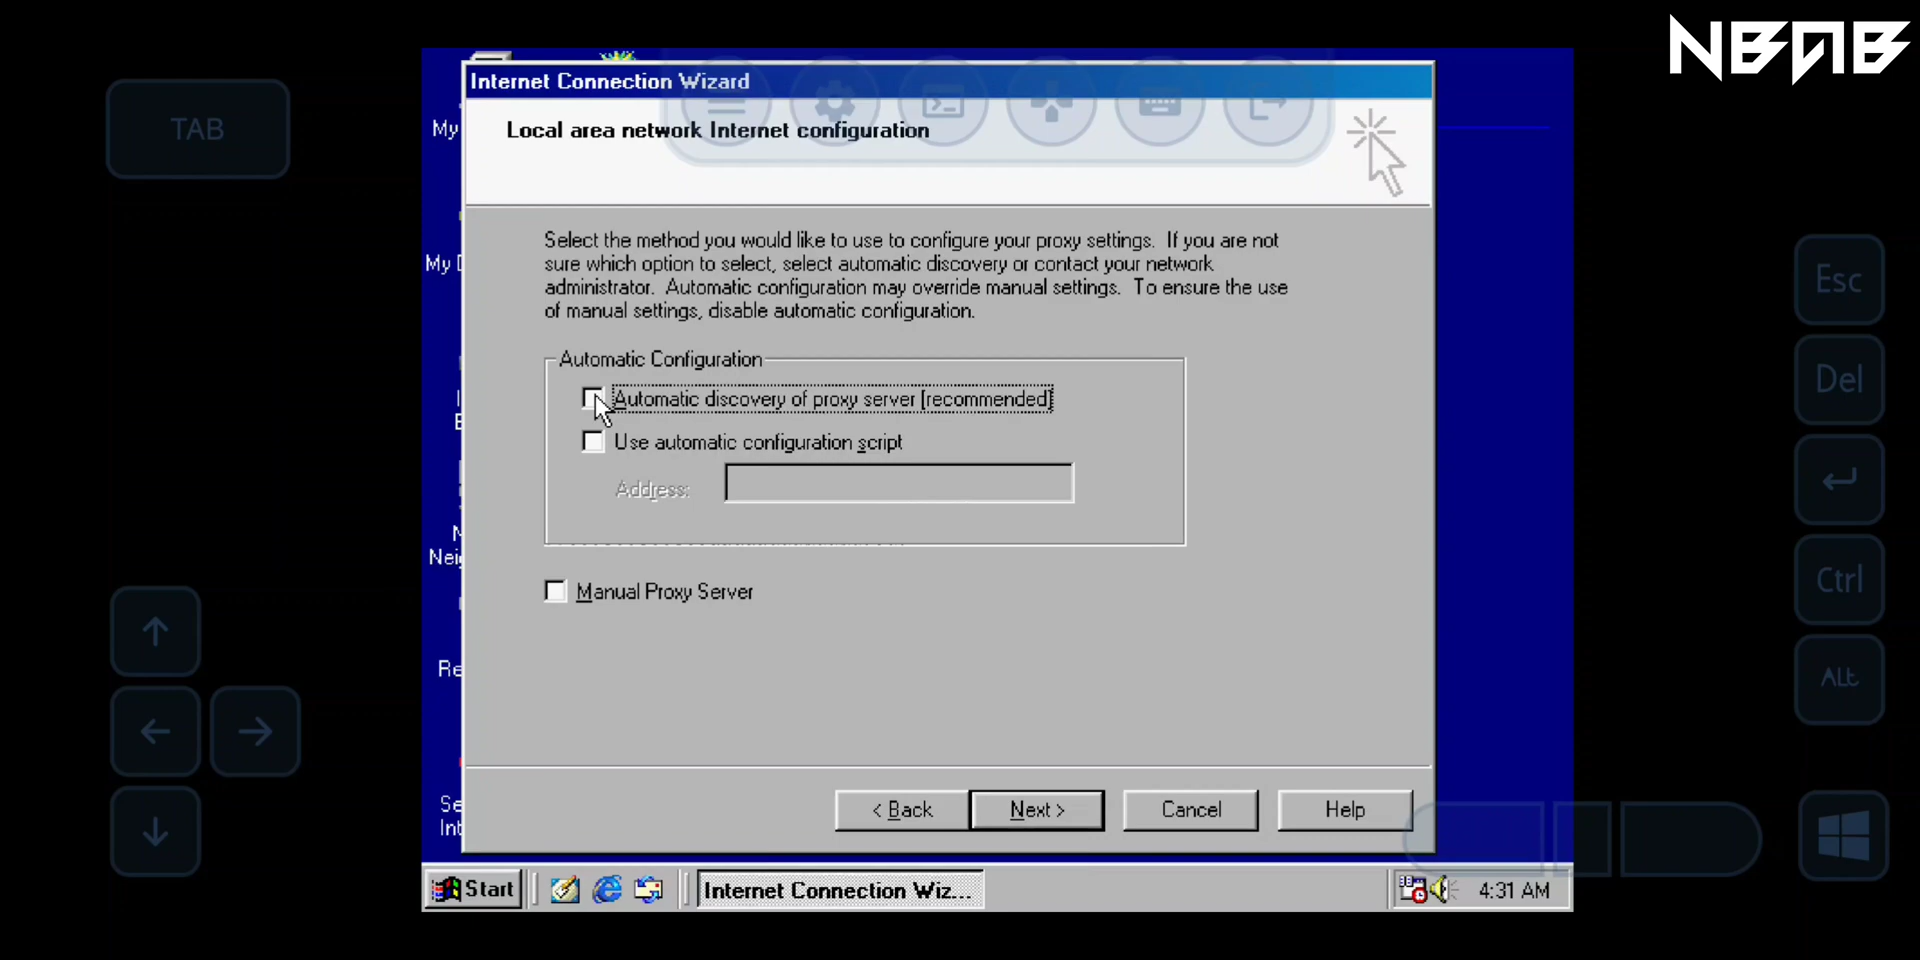 NBAB
TAB
Internet Connection Wizard
Local area network Internet configuration
My
Select the method you would like to use to configure your proxy settings. If you are not
sure which option to select, select automatic discovery or contact your network
administrator. Automatic configuration may override manual settings. To ensure the use
of manual settings, disable automatic configuration.
My D
Automatic Configuration
Automatic discovery of proxy server [recommended]
Use automatic configuration script
Address:
Neig
Manual Proxy Server
Re
Se
Int
< Back
Next >
Cancel
Help
Start
Internet Connection Wiz...
4:31 AM
Esc
Del
Ctrl
ALt